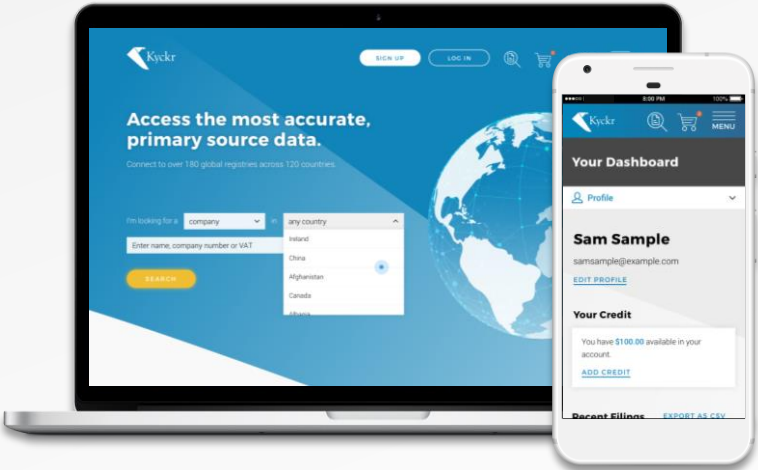 Kyckr
SIGN UP
LOG IN
Access the most accurate,
primary source data.
Connect to over 180 global registries across 120 countries.
I'm looking for a
company
in
any country
Enter name, company number or VAT
Ireland
China
Afghanistan
Canada
Albania
SEARCH
8:00 PM
100%
Kyckr
MENU
Your Dashboard
Profile
Sam Sample
samsample@example.com
EDIT PROFILE
Your Credit
You have $100.00 available in your
account.
ADD CREDIT
Recent Filings
EXPORT AS CSV